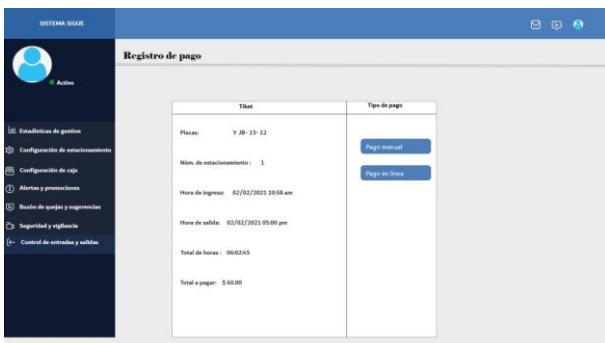 SISTEMA SIGUE
Registro de pago
Activo
Estadísticas de gestion
Configuración de estacionamiento
Configuración de caja
Alertas y promociones
Buzón de quejas y sugerencias
Seguridad y vigilancia
Control de entradas y salidas
Tiket
Placas: Y JB- 13- 12
Núm. de estacionamiento : 1
Hora de ingreso: 02/02/2021 10:58 am
Hora de salida: 02/02/2021 05:00 pm
Total de horas : 06:02:45
Total a pagar: $ 60.00
Tipo de pago
Pago manual
Pago en linea